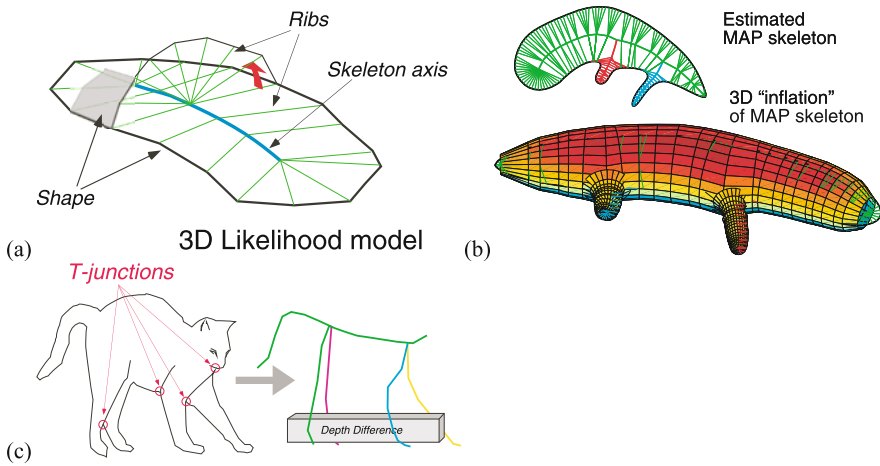 Ribs
Skeleton axis
Shape
(a)
3D Likelihood model
Estimated
MAP skeleton
3D “inflation”
of MAP skeleton
(b)
T-junctions
Depth Difference
(c)